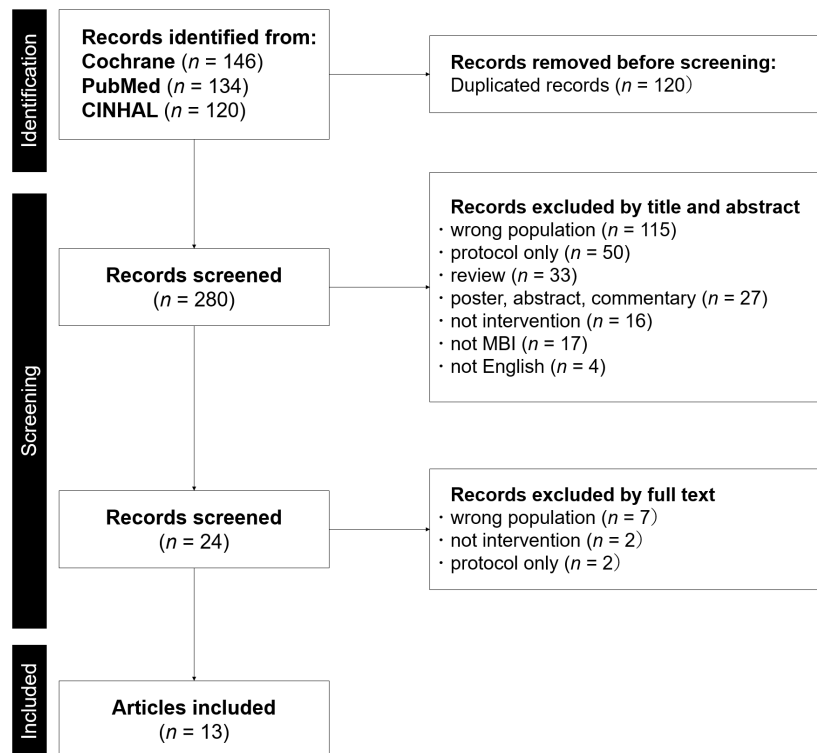 Identification
Records identified from:
Cochrane (n = 146)
PubMed (n = 134)
CINHAL (n = 120)
Records removed before screening:
Duplicated records (n = 120）
Screening
Records screened
(n = 280)
Records excluded by title and abstract
・wrong population (n = 115)
・protocol only (n = 50)
・review (n = 33)
・poster, abstract, commentary (n = 27)
・not intervention (n = 16)
・not MBI (n = 17)
・not English (n = 4)
Records screened
(n = 24)
Records excluded by full text
・wrong population (n = 7）
・not intervention (n = 2）
・protocol only (n = 2）
Included
Articles included
(n = 13)